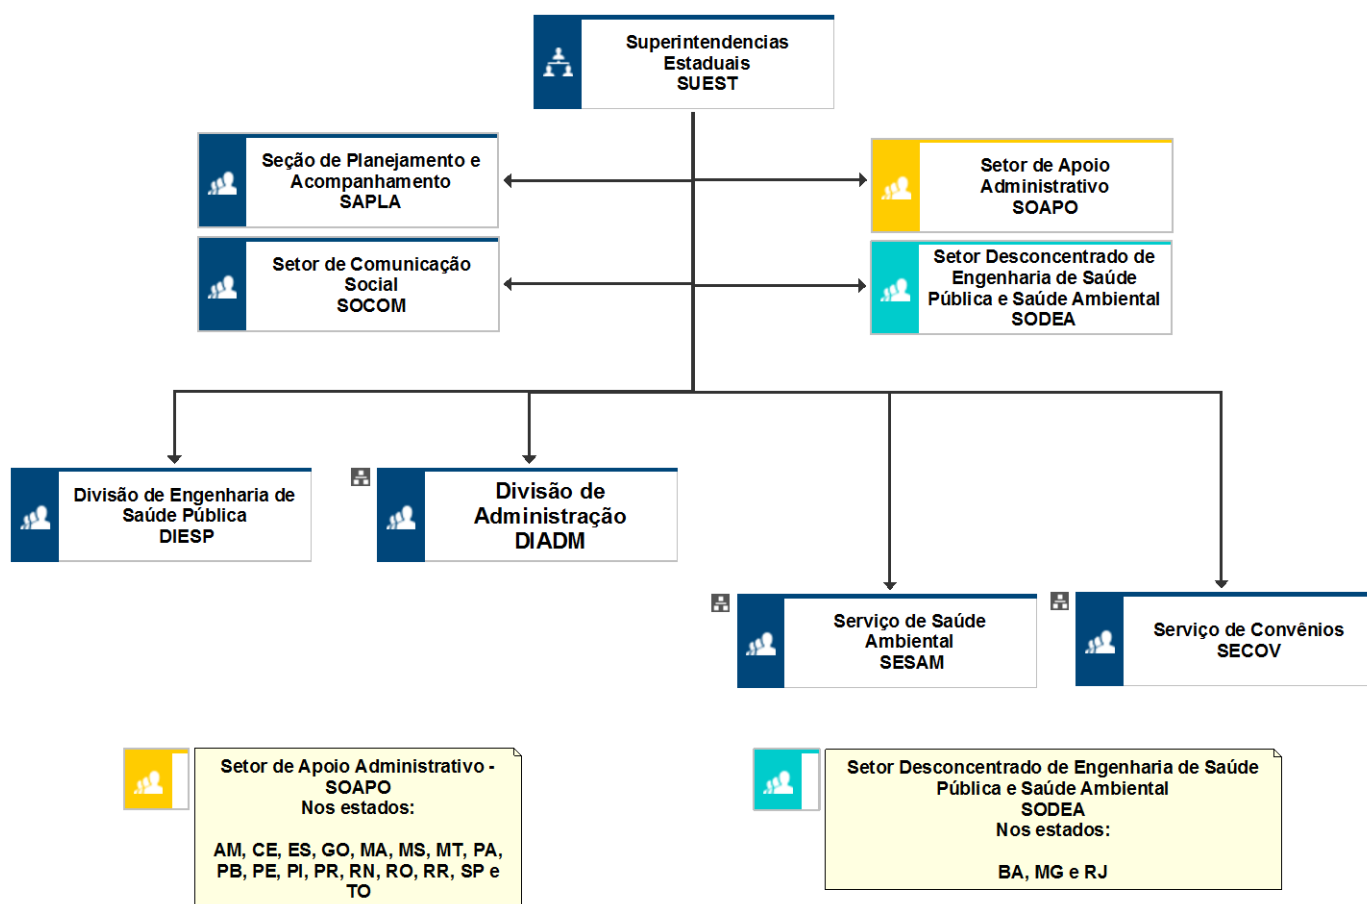 Superintendencias
Estaduais
SUEST
Seção de Planejamento e
Acompanhamento
SAPLA
Setor de Apoio
Administrativo
SOAPO
Setor de Comunicação
Social
SOCOM
Setor Desconcentrado de
Engenharia de Saúde
Pública e Saúde Ambiental
SODEA
Divisão de Engenharia de
Saúde Pública
DIESP
Divisão de
Administração
DIADM
Serviço de Saúde
Ambiental
SESAM
Serviço de Convênios
SECOV
Setor de Apoio Administrativo -
SOAPO
Nos estados:
AM, CE, ES, GO, MA, MS, MT, PA,
PB, PE, PI, PR, RN, RO, RR, SP e
TO
Setor Desconcentrado de Engenharia de Saúde
Pública e Saúde Ambiental
SODEA
Nos estados:
BA, MG e RJ